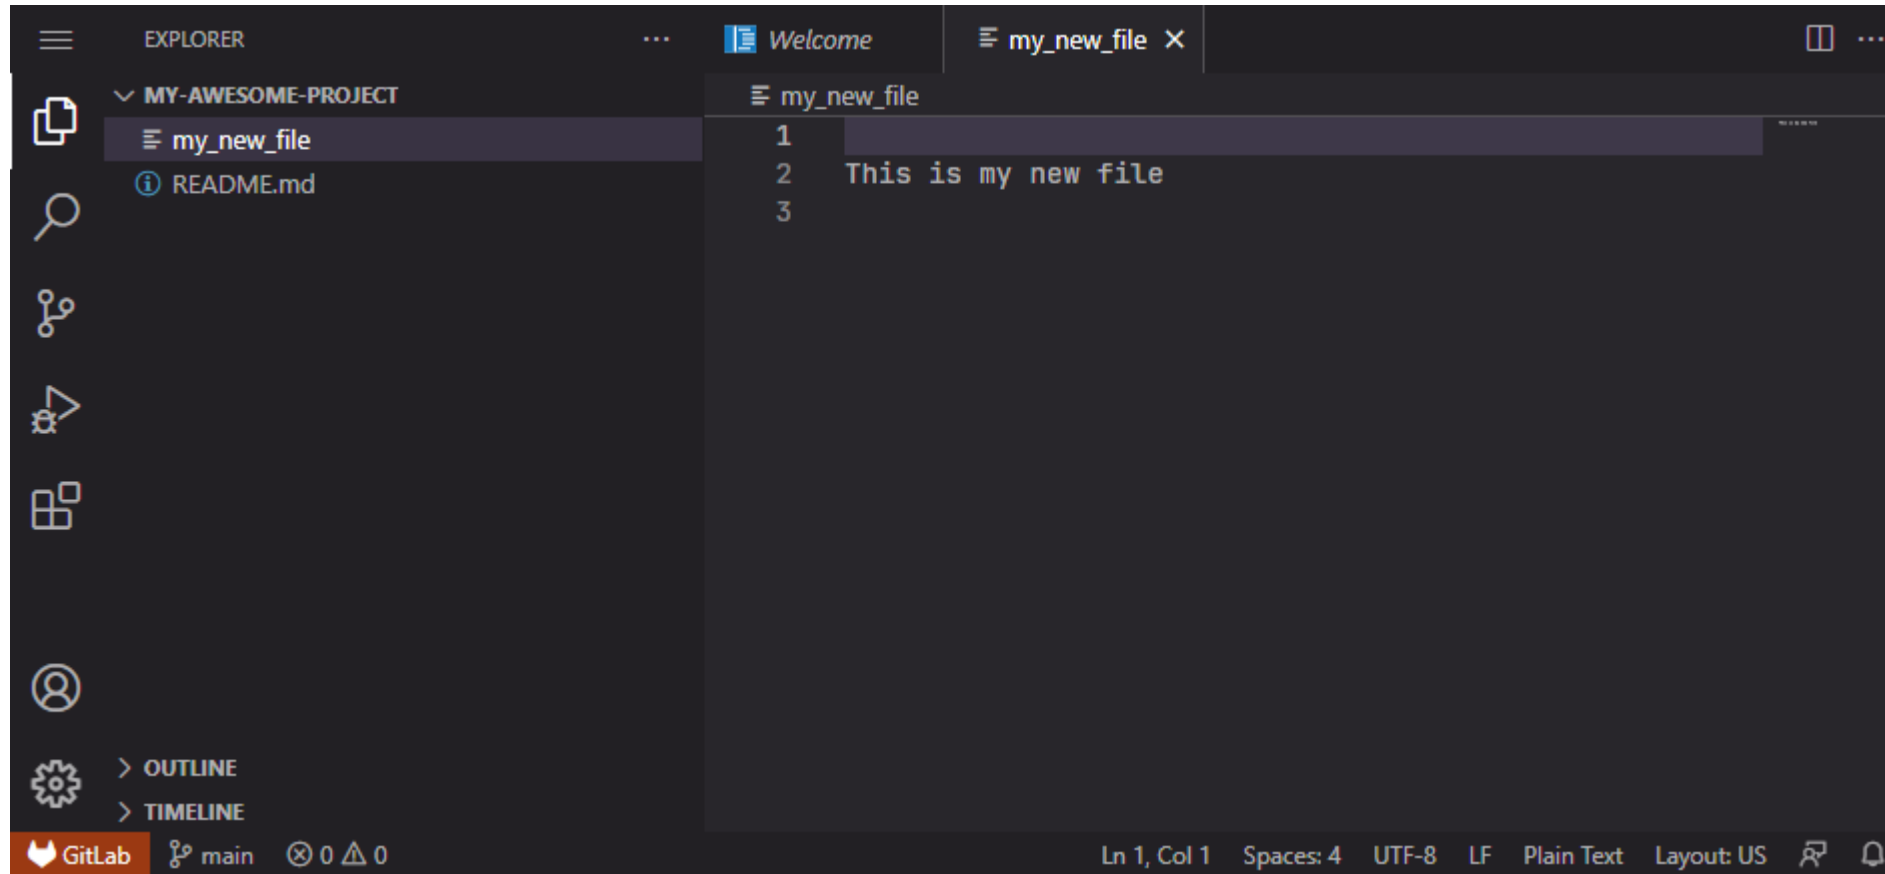 EXPLORER
MY-AWESOME-PROJECT
my_new_file
README.md
OUTLINE
TIMELINE
Welcome
my_new_file
my_new_file
1
2 This is my new file
3
GitLab main 0 0 Ln 1, Col 1 Spaces: 4 UTF-8 LF Plain Text Layout: US